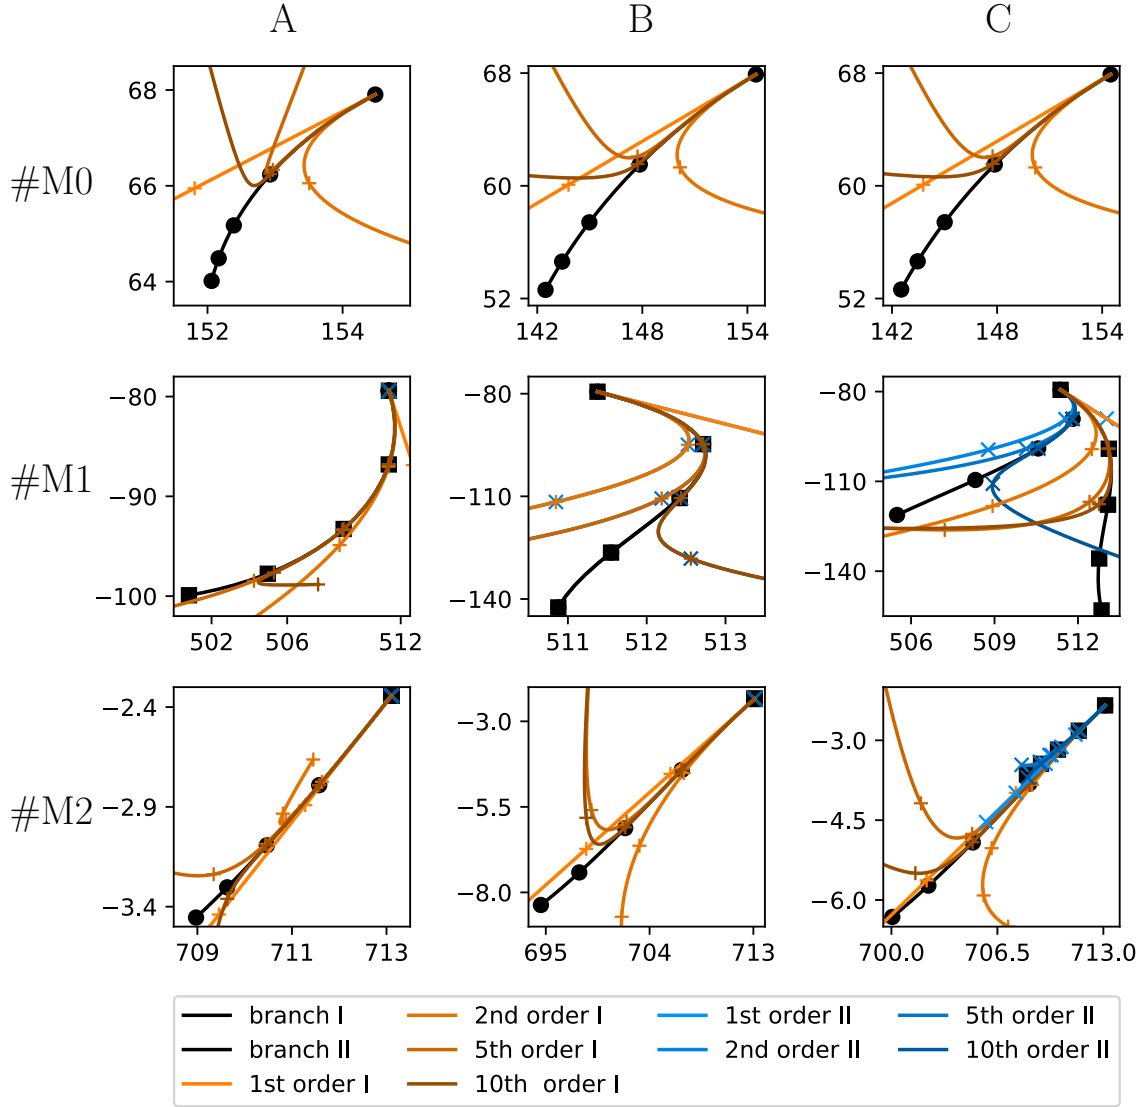 A B C
#M0
68
66
64
152 154
68
60
52
142 148 154
68
60
52
142 148 154
#M1
−80
−90
−100
502 506 512
−80
−110
−140
511 512 513
−80
−110
−140
506 509 512
#M2
−2.4
−2.9
−3.4
709 711 713
−3.0
−5.5
−8.0
695 704 713
−3.0
−4.5
−6.0
700.0 706.5 713.0
branch I 2nd order I 1st order II 5th order II
branch II 5th order I 2nd order II 10th order II
1st order I 10th order I